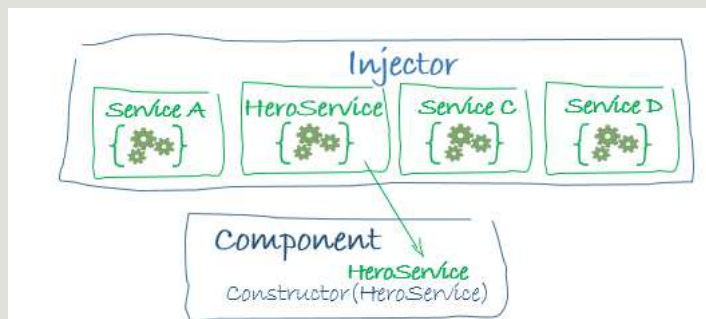 Injector
Service A HeroService Service C Service D
Component
HeroService
Constructor(HeroService)